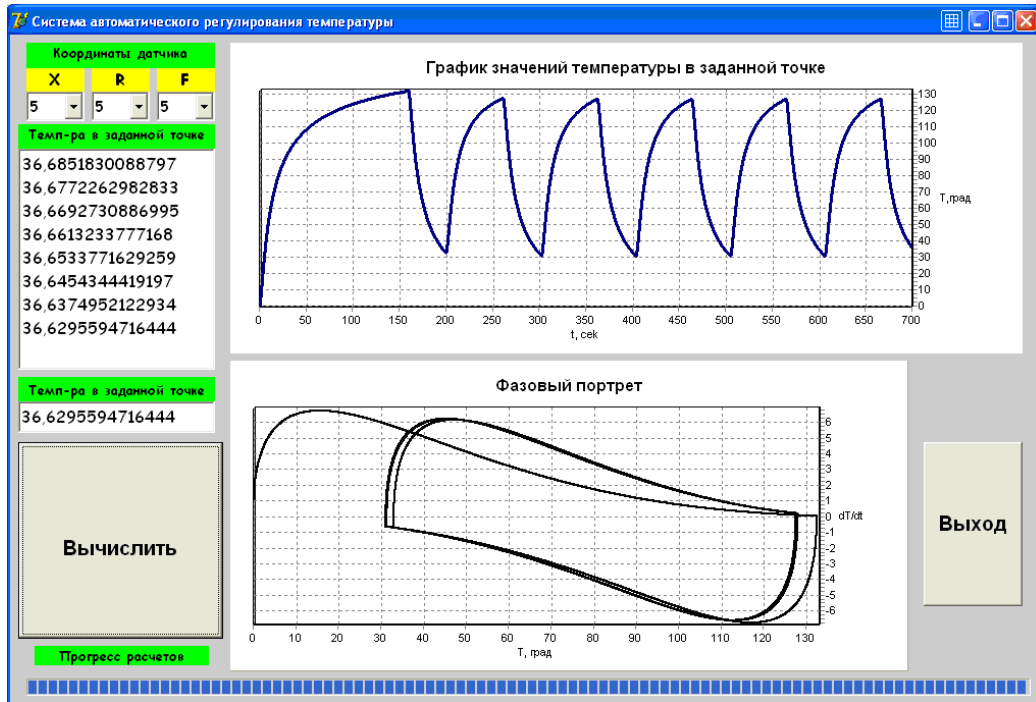 Система автоматического регулирования температуры
Координаты датчика
X R F
5 5 5
Темп-ра в заданной точке
36,6851830088797
36,6772262982833
36,6692730886995
36,6613233777168
36,6533771629259
36,6454344419197
36,6374952122934
36,6295594716444
Темп-ра в заданной точке
36,6295594716444
Вычислить
Прогресс расчетов
График значений температуры в заданной точке
130
120
110
100
90
80
70
60
50
40
30
20
10
0
T,град
0 50 100 150 200 250 300 350 400 450 500 550 600 650 700
t, сек
Фазовый портрет
6
5
4
3
2
1
0
-1
-2
-3
-4
-5
-6
dT/dt
0 10 20 30 40 50 60 70 80 90 100 110 120 130
T, град
Выход